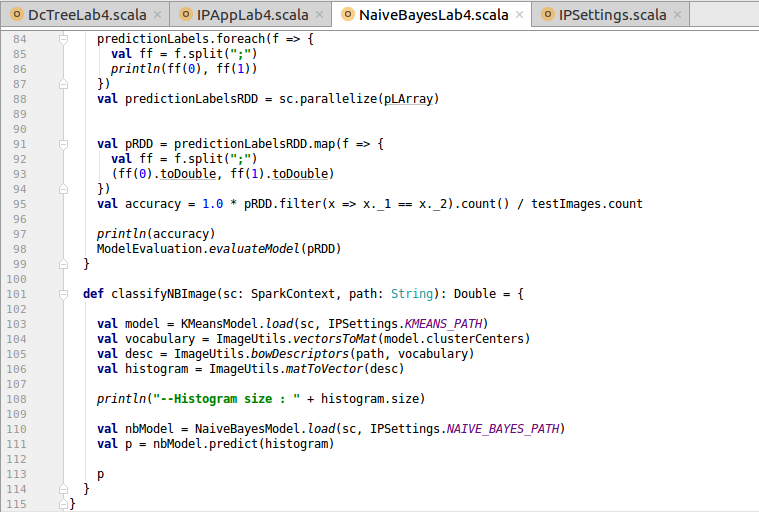 DcTreeLab4.scala × IPAppLab4.scala × NaiveBayesLab4.scala × IPSettings.scala ×
84 predictionLabels.foreach(f => {
85 val ff = f.split(";")
86 println(ff(0), ff(1))
87 })
88 val predictionLabelsRDD = sc.parallelize(pLArray)
89
90
91 val pRDD = predictionLabelsRDD.map(f => {
92 val ff = f.split(";")
93 (ff(0).toDouble, ff(1).toDouble)
94 })
95 val accuracy = 1.0 * pRDD.filter(x => x._1 == x._2).count() / testImages.count
96
97 println(accuracy)
98 ModelEvaluation.evaluateModel(pRDD)
99 }
100
101 def classifyNBImage(sc: SparkContext, path: String): Double = {
102
103 val model = KMeansModel.load(sc, IPSettings.KMEANS_PATH)
104 val vocabulary = ImageUtils.vectorsToMat(model.clusterCenters)
105 val desc = ImageUtils.bowDescriptors(path, vocabulary)
106 val histogram = ImageUtils.matToVector(desc)
107
108 println("--Histogram size : " + histogram.size)
109
110 val nbModel = NaiveBayesModel.load(sc, IPSettings.NAIVE_BAYES_PATH)
111 val p = nbModel.predict(histogram)
112
113 p
114 }
115 }